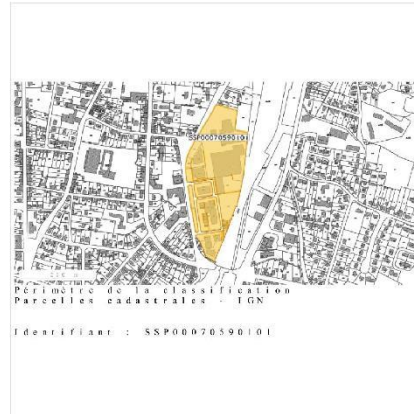 SSP00070590101
Périmètre de la classification
Parcelles cadastrales - IGN
Identifiant : SSP00070590101